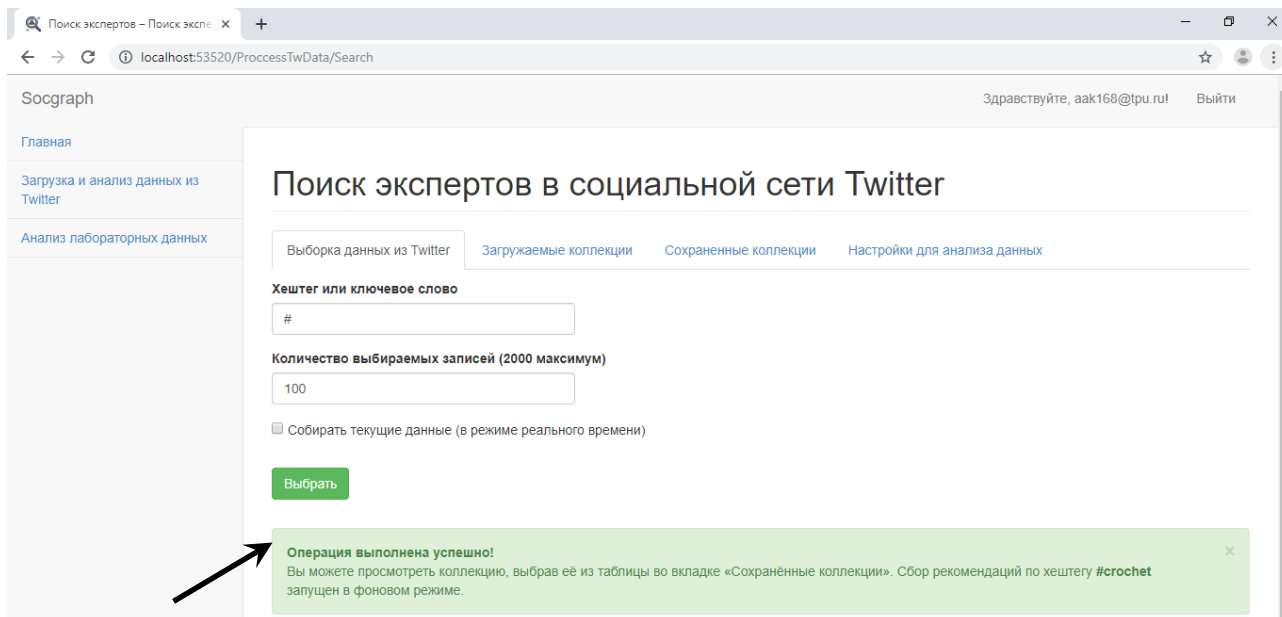 Поиск экспертов – Поиск экспе
localhost:53520/ProccessTwData/Search
Socgraph
Здравствуйте, aak168@tpu.ru!
Выйти
Главная
Загрузка и анализ данных из
Twitter
Анализ лабораторных данных
Поиск экспертов в социальной сети Twitter
Выборка данных из Twitter
Загружаемые коллекции
Сохраненные коллекции
Настройки для анализа данных
Хештег или ключевое слово
#
Количество выбираемых записей (2000 максимум)
100
Собирать текущие данные (в режиме реального времени)
Выбрать
Операция выполнена успешно!
Вы можете просмотреть коллекцию, выбрав её из таблицы во вкладке «Сохранённые коллекции». Сбор рекомендаций по хештегу #crochet
запущен в фоновом режиме.